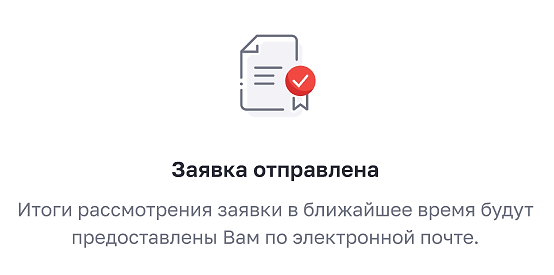 Заявка отправлена
Итоги рассмотрения заявки в ближайшее время будут
предоставлены Вам по электронной почте.